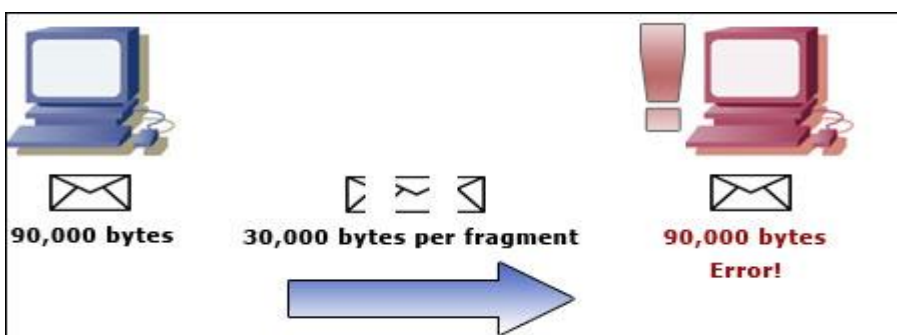 90,000 bytes
30,000 bytes per fragment
90,000 bytes
Error!